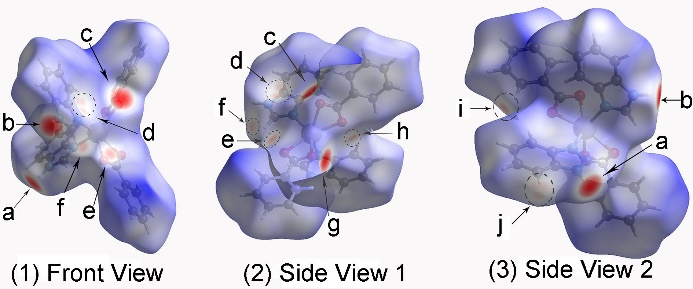 c
b
a
f
e
d
(1) Front View
c
d
f
e
h
g
(2) Side View 1
i
b
a
j
(3) Side View 2